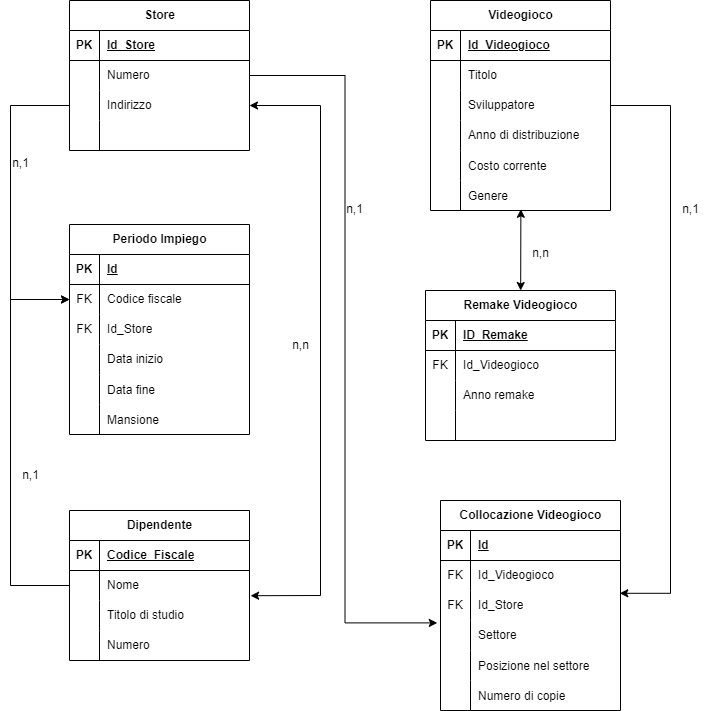 Store
PK Id_Store
Numero
Indirizzo
n,1
Periodo Impiego
PK Id
FK Codice fiscale
FK Id_Store
Data inizio
Data fine
Mansione
n,n
n,1
Dipendente
PK Codice_Fiscale
Nome
Titolo di studio
Numero
n,1
Videogioco
PK Id_Videogioco
Titolo
Sviluppatore
Anno di distribuzione
Costo corrente
Genere
n,1
n,n
Remake Videogioco
PK ID_Remake
FK Id_Videogioco
Anno remake
Collocazione Videogioco
PK Id
FK Id_Videogioco
FK Id_Store
Settore
Posizione nel settore
Numero di copie